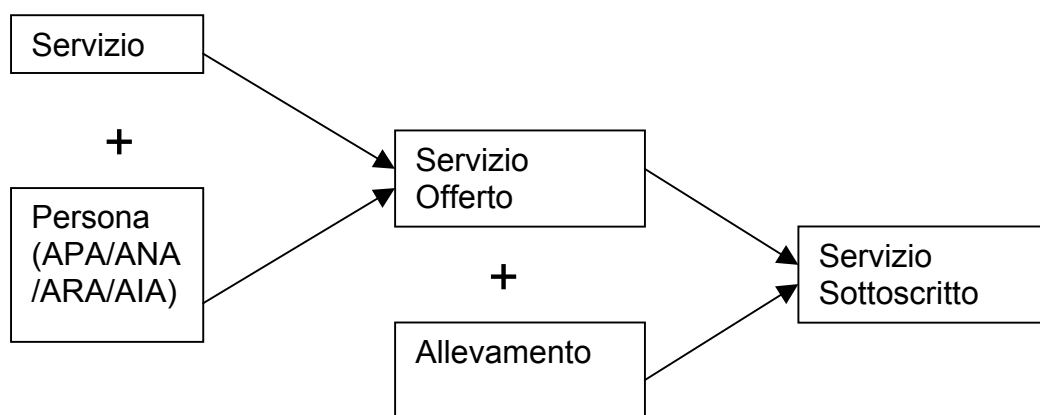 Servizio
+
Persona
(APA/ANA
/ARA/AIA)
Servizio
Offerto
+
Allevamento
Servizio
Sottoscritto